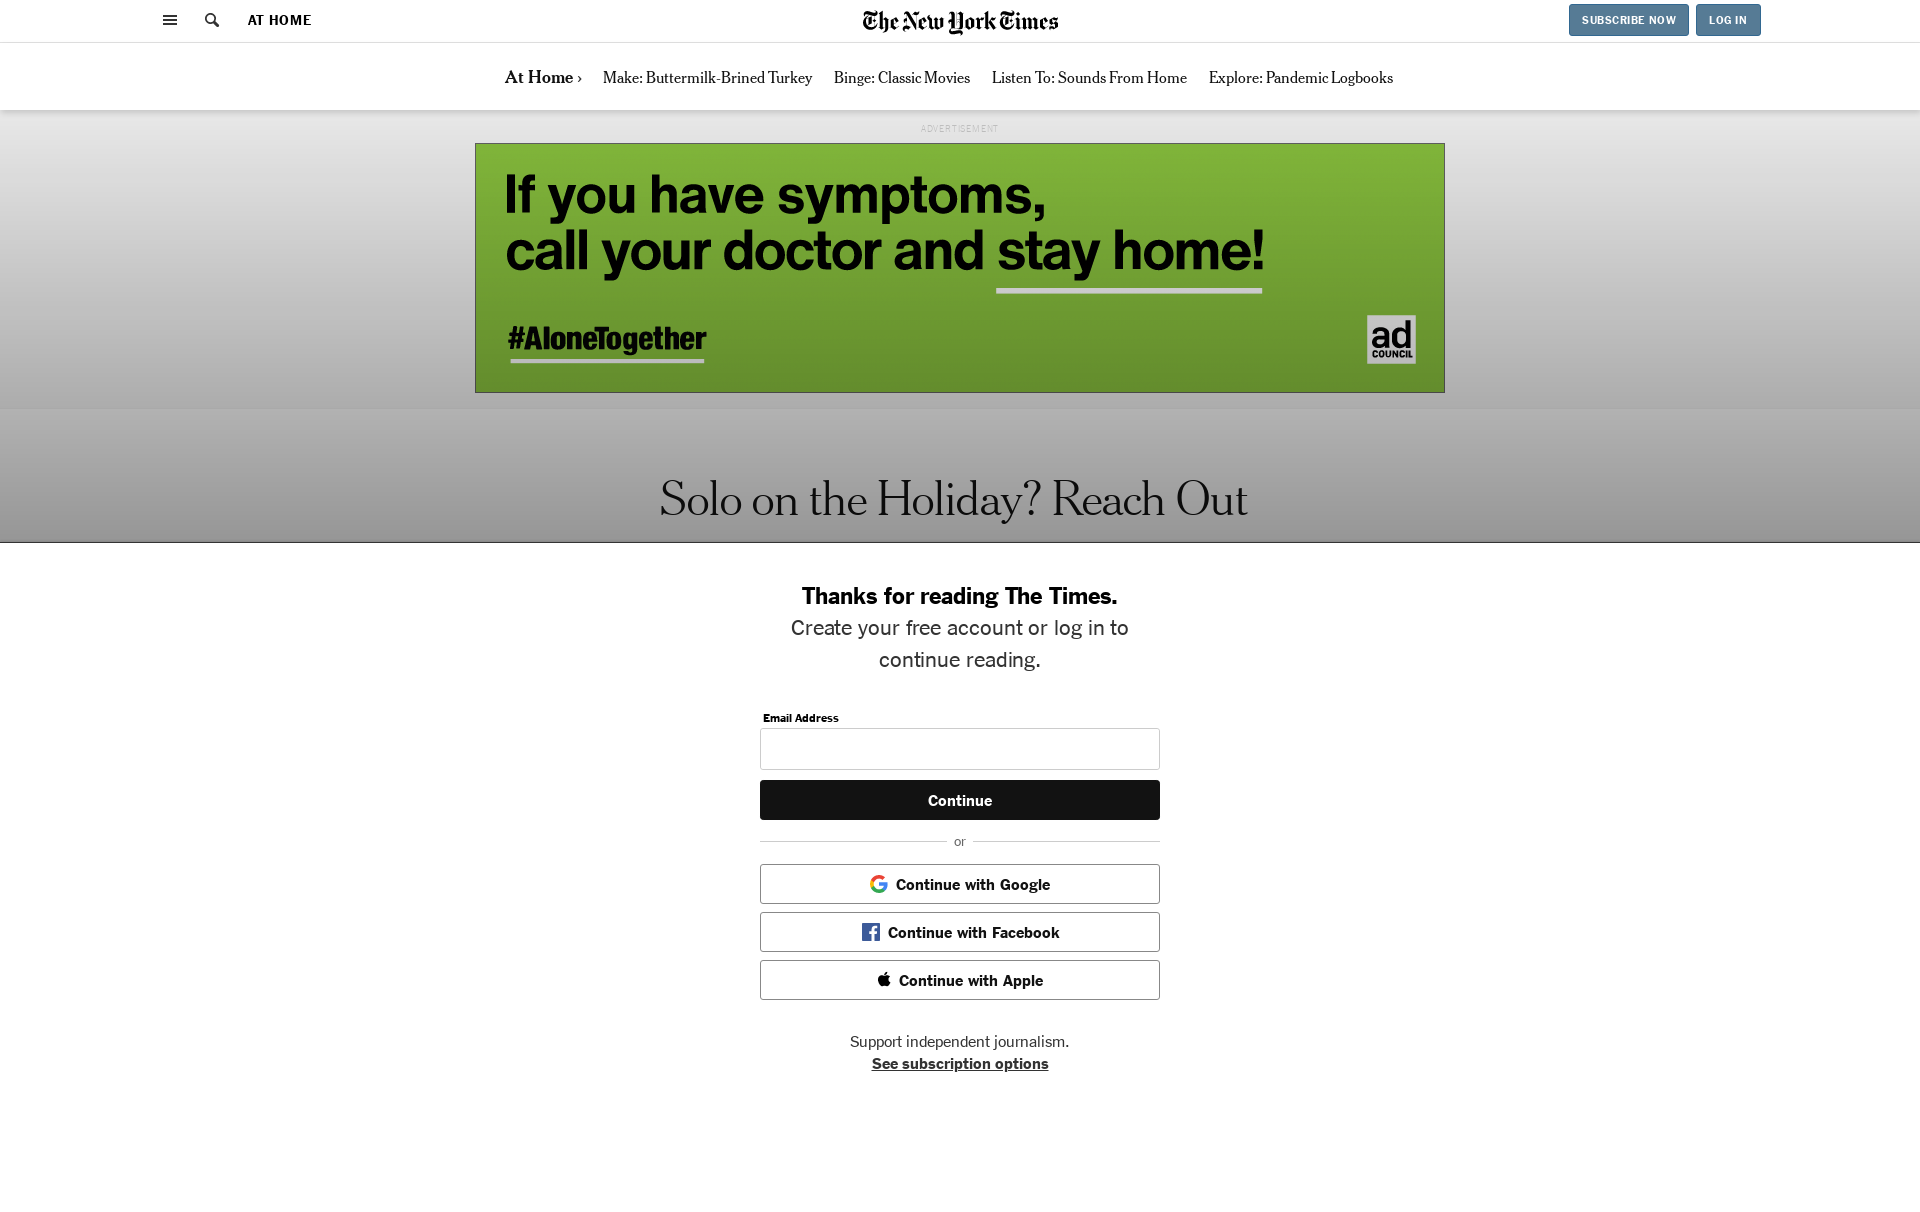 AT HOME
The New York Times
SUBSCRIBE NOW
LOG IN
At Home ›
Make: Buttermilk-Brined Turkey
Binge: Classic Movies
Listen To: Sounds From Home
Explore: Pandemic Logbooks
ADVERTISEMENT
If you have symptoms,
call your doctor and stay home!
#AloneTogether
ad
COUNCIL
Solo on the Holiday? Reach Out
Thanks for reading The Times.
Create your free account or log in to
continue reading.
Email Address
Continue
or
Continue with Google
Continue with Facebook
Continue with Apple
Support independent journalism.
See subscription options